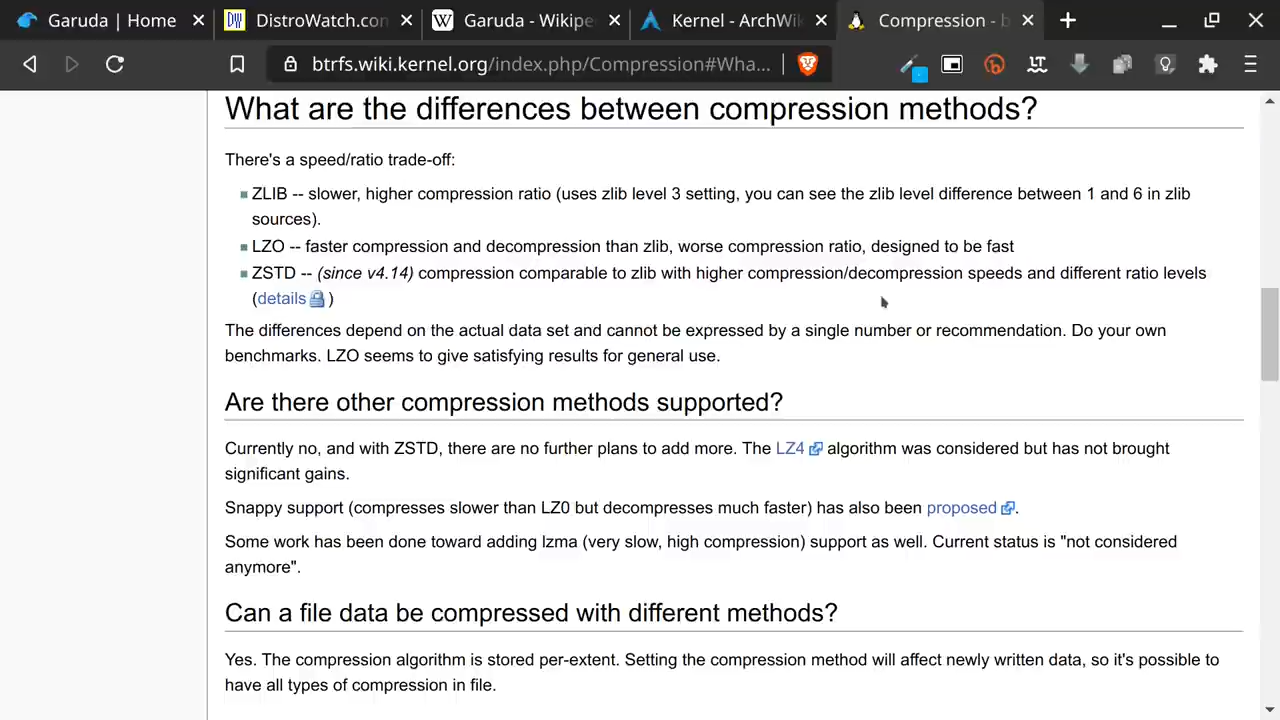 Garuda | Home
DistroWatch.con
Garuda - Wikipe
Kernel - ArchWik
Compression - b
btrfs.wiki.kernel.org/index.php/Compression#Wha...
What are the differences between compression methods?
There's a speed/ratio trade-off:
ZLIB -- slower, higher compression ratio (uses zlib level 3 setting, you can see the zlib level difference between 1 and 6 in zlib
sources).
LZO -- faster compression and decompression than zlib, worse compression ratio, designed to be fast
ZSTD -- (since v4.14) compression comparable to zlib with higher compression/decompression speeds and different ratio levels
(details )
The differences depend on the actual data set and cannot be expressed by a single number or recommendation. Do your own
benchmarks. LZO seems to give satisfying results for general use.
Are there other compression methods supported?
Currently no, and with ZSTD, there are no further plans to add more. The LZ4 algorithm was considered but has not brought
significant gains.
Snappy support (compresses slower than LZ0 but decompresses much faster) has also been proposed .
Some work has been done toward adding lzma (very slow, high compression) support as well. Current status is "not considered
anymore".
Can a file data be compressed with different methods?
Yes. The compression algorithm is stored per-extent. Setting the compression method will affect newly written data, so it's possible to
have all types of compression in file.